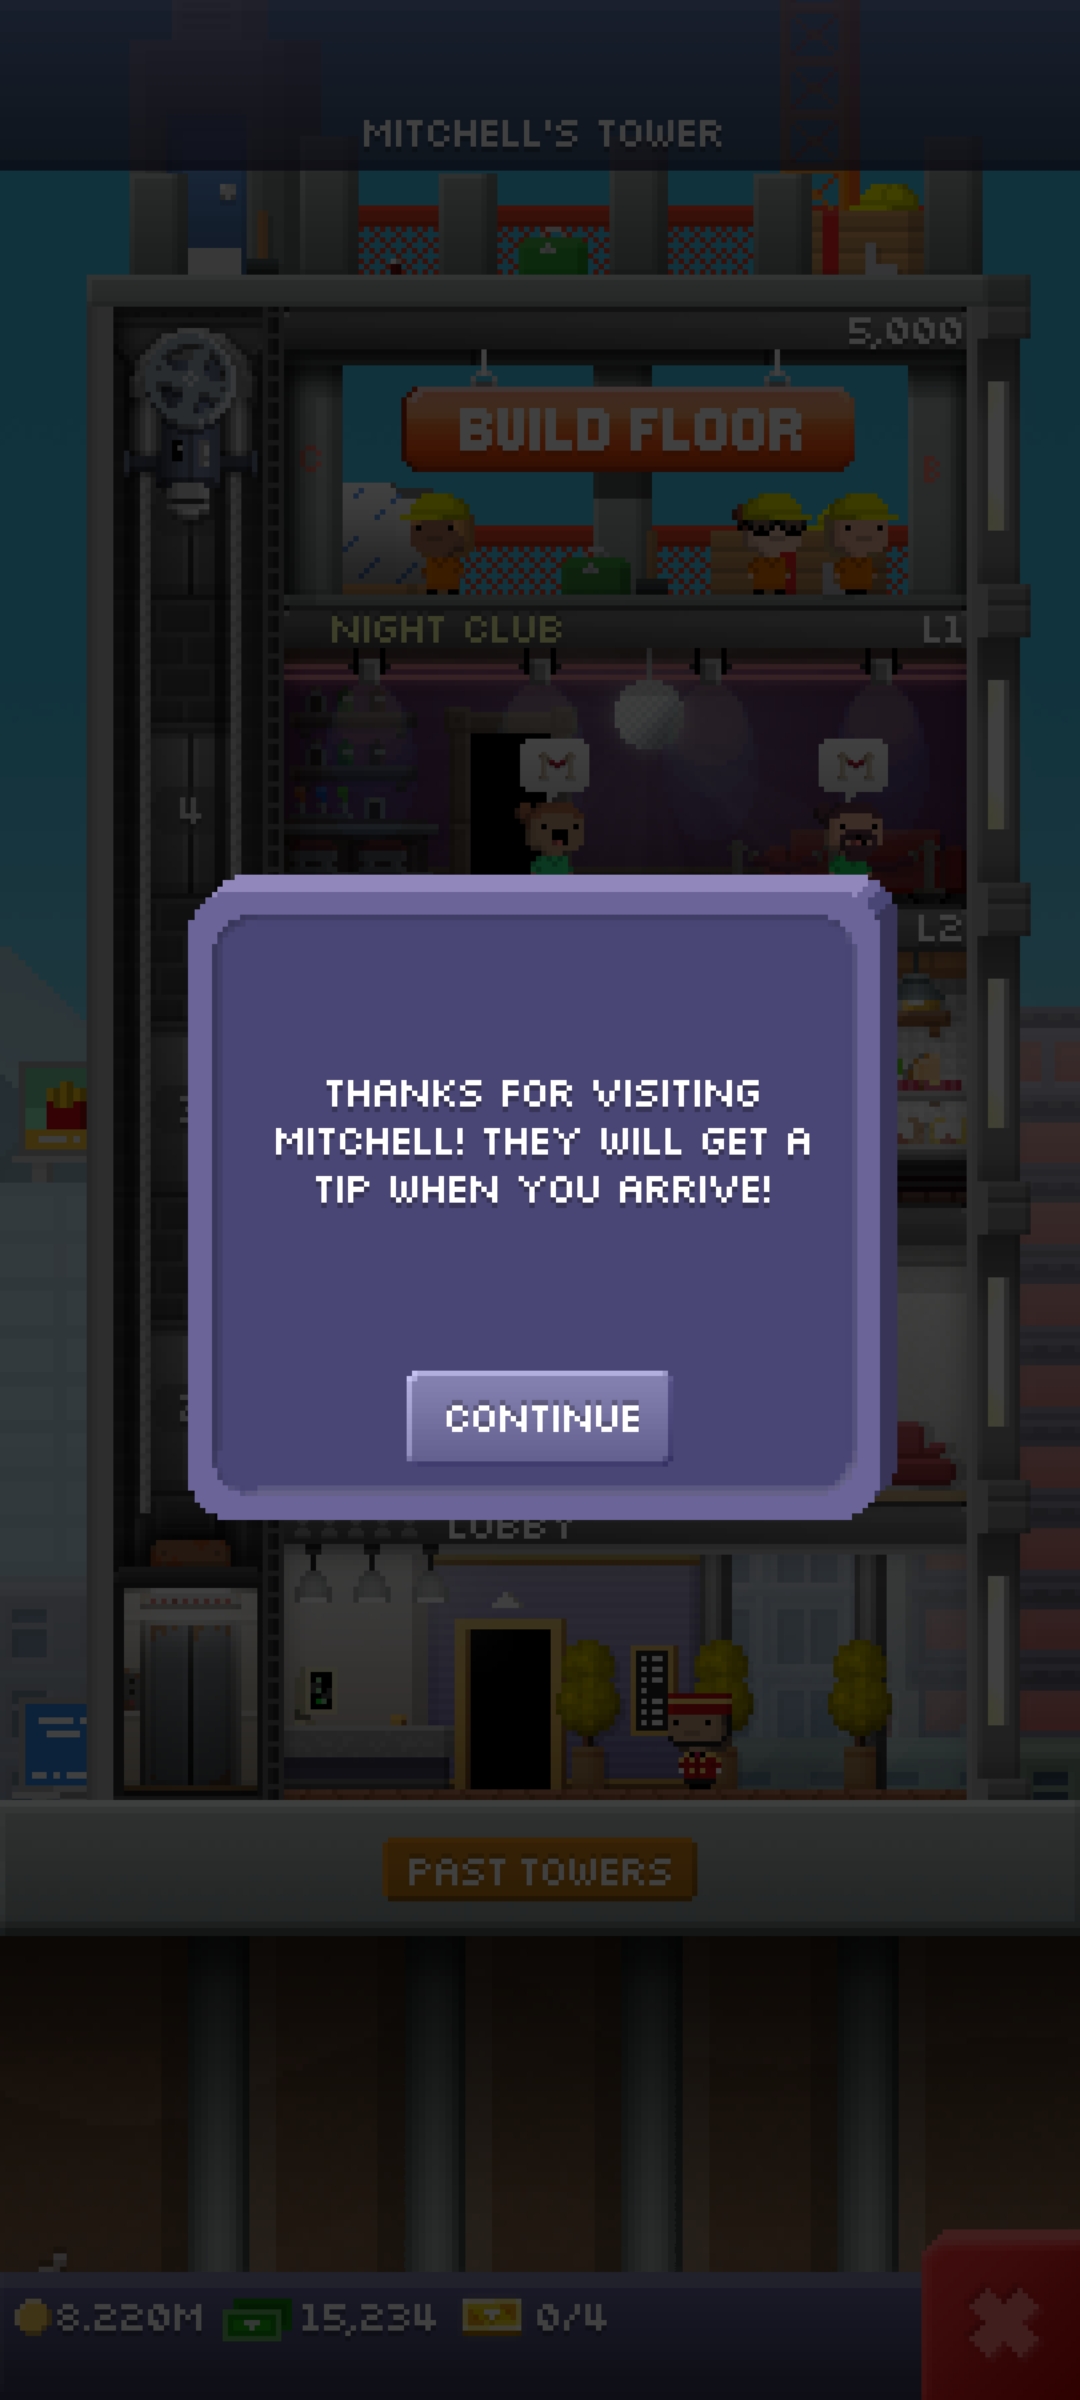 MITCHELL'S TOWER
5,000
BUILD FLOOR
C
B
NIGHT CLUB
L1
M
M
4
L2
THANKS FOR VISITING
MITCHELL! THEY WILL GET A
TIP WHEN YOU ARRIVE!
CONTINUE
LOBBY
PAST TOWERS
8.220M
15,234
0/4